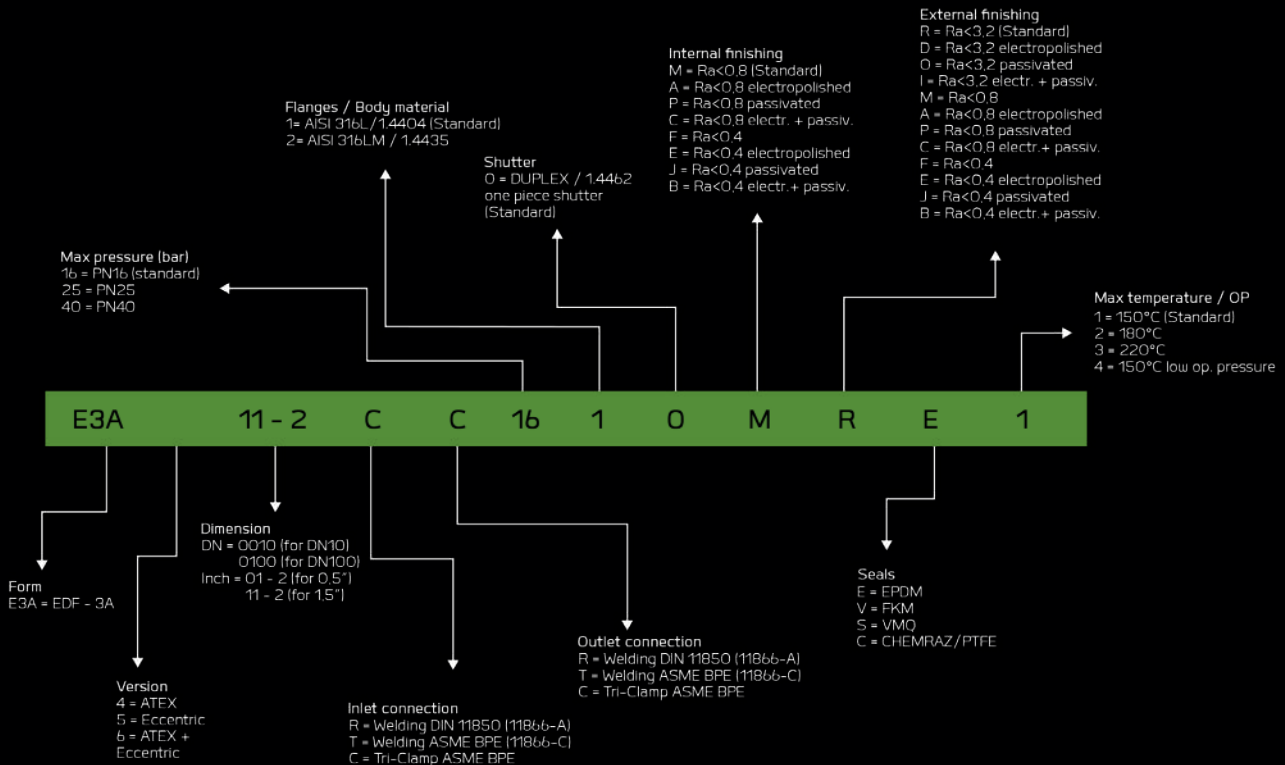 External finishing
R = Ra<3,2 (Standard)
D = Ra<3,2 electropolished
O = Ra<3,2 passivated
I = Ra<3,2 electr. + passiv.
M = Ra<0,8
A = Ra<0,8 electropolished
P = Ra<0,8 passivated
C = Ra<0,8 electr.+ passiv.
F = Ra<0,4
E = Ra<0,4 electropolished
J = Ra<0,4 passivated
B = Ra<0,4 electr.+ passiv.
Internal finishing
M = Ra<0,8 (Standard)
A = Ra<0,8 electropolished
P = Ra<0,8 passivated
C = Ra<0,8 electr. + passiv.
F = Ra<0,4
E = Ra<0,4 electropolished
J = Ra<0,4 passivated
B = Ra<0,4 electr.+ passiv.
Flanges / Body material
1= AISI 316L/1.4404 (Standard)
2= AISI 316LM / 1.4435
Shutter
0 = DUPLEX / 1.4462
one piece shutter
(Standard)
Max pressure (bar)
16 = PN16 (standard)
25 = PN25
40 = PN40
Max temperature / OP
1 = 150°C (Standard)
2 = 180°C
3 = 220°C
4 = 150°C low op. pressure
E3A 11 - 2 C C 16 1 0 M R E 1
Form
E3A = EDF - 3A
Version
4 = ATEX
5 = Eccentric
6 = ATEX +
Eccentric
Dimension
DN = 0010 (for DN10)
0100 (for DN100)
Inch = 01 - 2 (for 0,5")
11 - 2 (for 1,5")
Inlet connection
R = Welding DIN 11850 (11866-A)
T = Welding ASME BPE (11866-C)
C = Tri-Clamp ASME BPE
Outlet connection
R = Welding DIN 11850 (11866-A)
T = Welding ASME BPE (11866-C)
C = Tri-Clamp ASME BPE
Seals
E = EPDM
V = FKM
S = VMQ
C = CHEMRAZ/PTFE